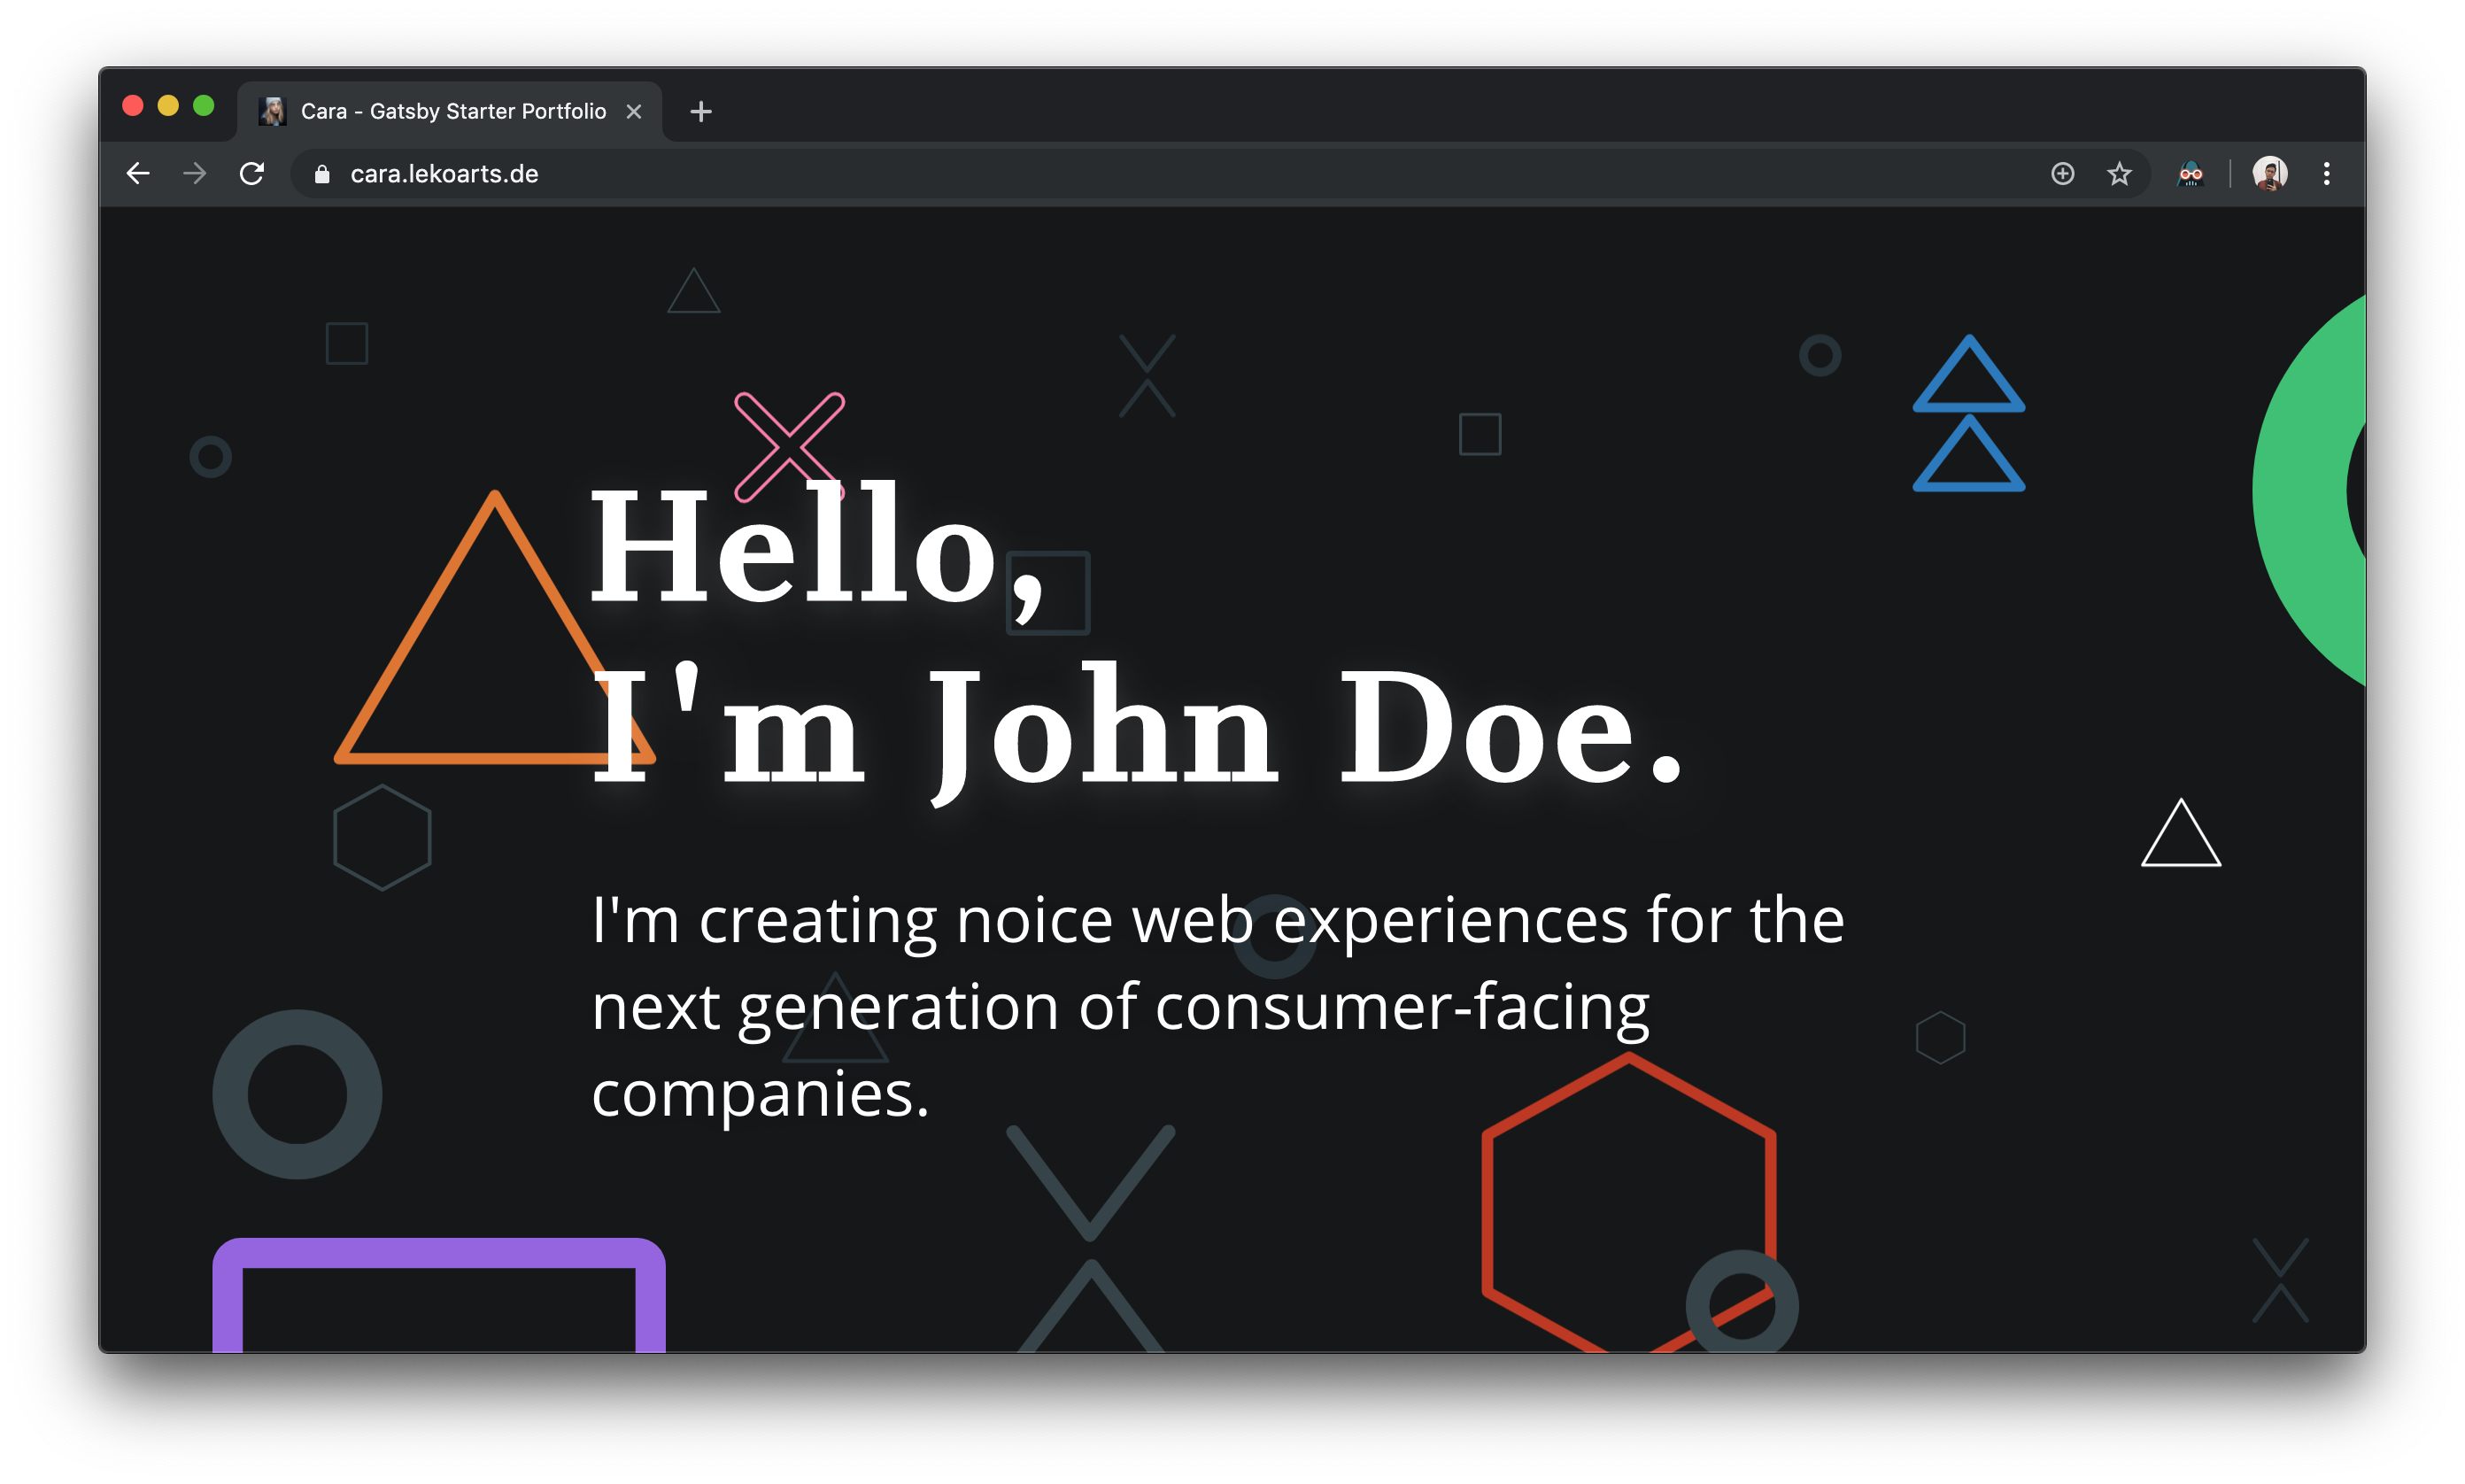 Cara - Gatsby Starter Portfolio
cara.lekoarts.de
Hello,
I'm John Doe.
I'm creating noice web experiences for the
next generation of consumer-facing
companies.